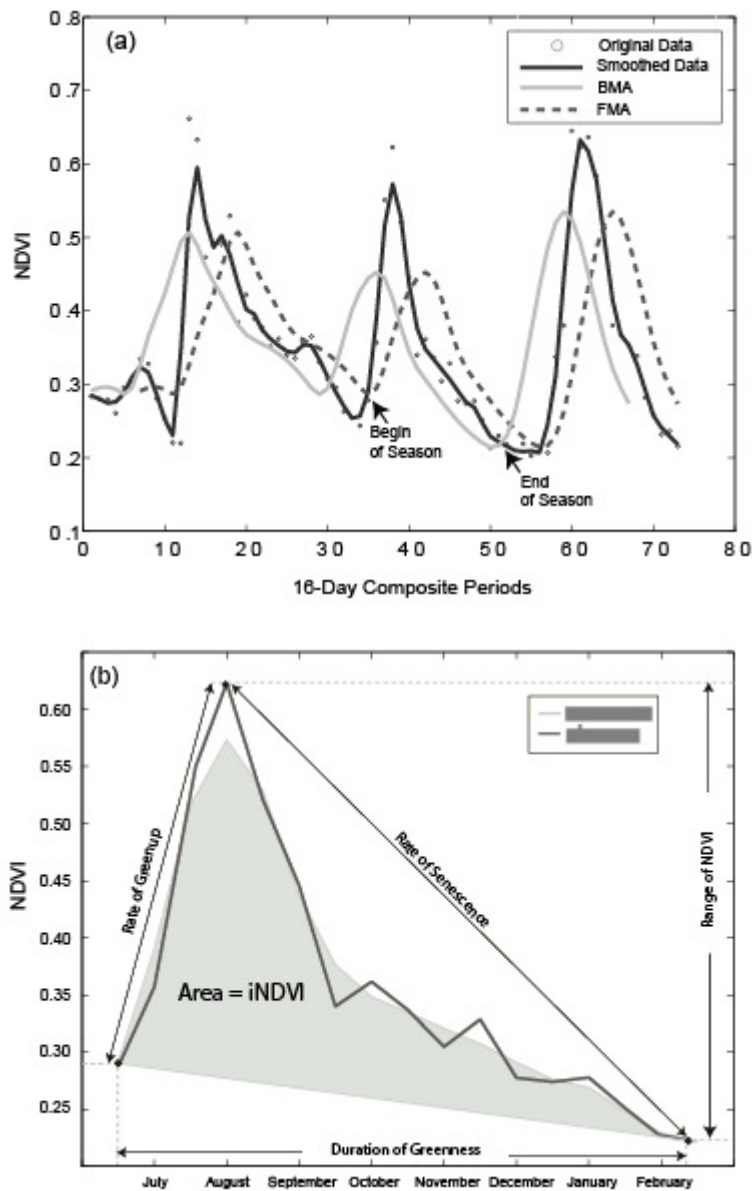 (a)
Original Data
Smoothed Data
BMA
FMA
0.8
0.7
0.6
0.5
0.4
0.3
0.2
0.1
NDVI
Begin
of Season
End
of Season
0 10 20 30 40 50 60 70 80
16-Day Composite Periods
(b)
0.60
0.55
0.50
0.45
0.40
0.35
0.30
0.25
NDVI
Rate of Greenup
Rate of Senescence
Range of NDVI
Area = iNDVI
Duration of Greenness
July August September October November December January February